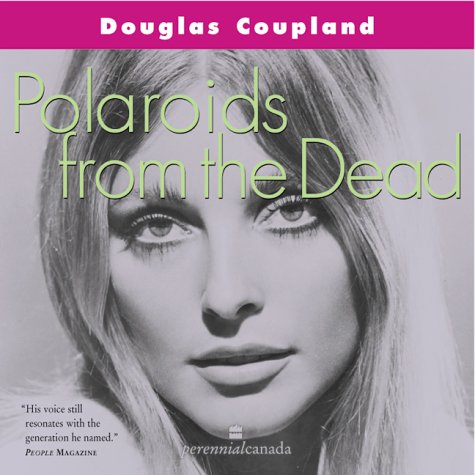 Douglas Coupland
Polaroids
from the Dead
“His voice still
resonates with the
generation he named.”
People Magazine
perennialcanada